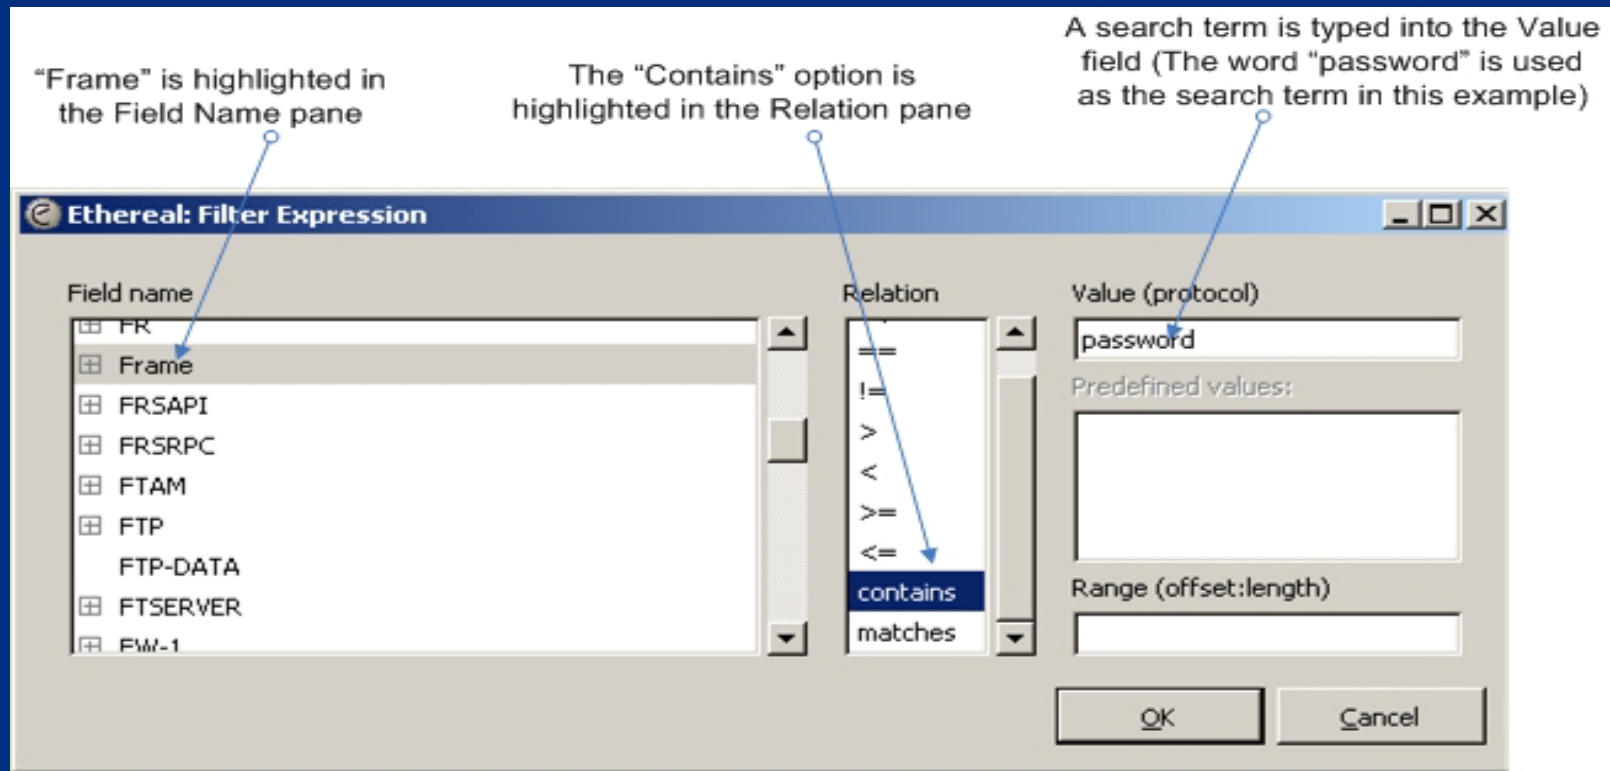 “Frame” is highlighted in
the Field Name pane
The “Contains” option is
highlighted in the Relation pane
A search term is typed into the Value
field (The word “password” is used
as the search term in this example)
Ethereal: Filter Expression
Field name
FR
Frame
FRSAPI
FRSRPC
FTAM
FTP
FTP-DATA
FTSERVER
FW-1
Relation
==
!=
>
<
>=
<=
contains
matches
Value (protocol)
password
Predefined values:
Range (offset:length)
OK
Cancel